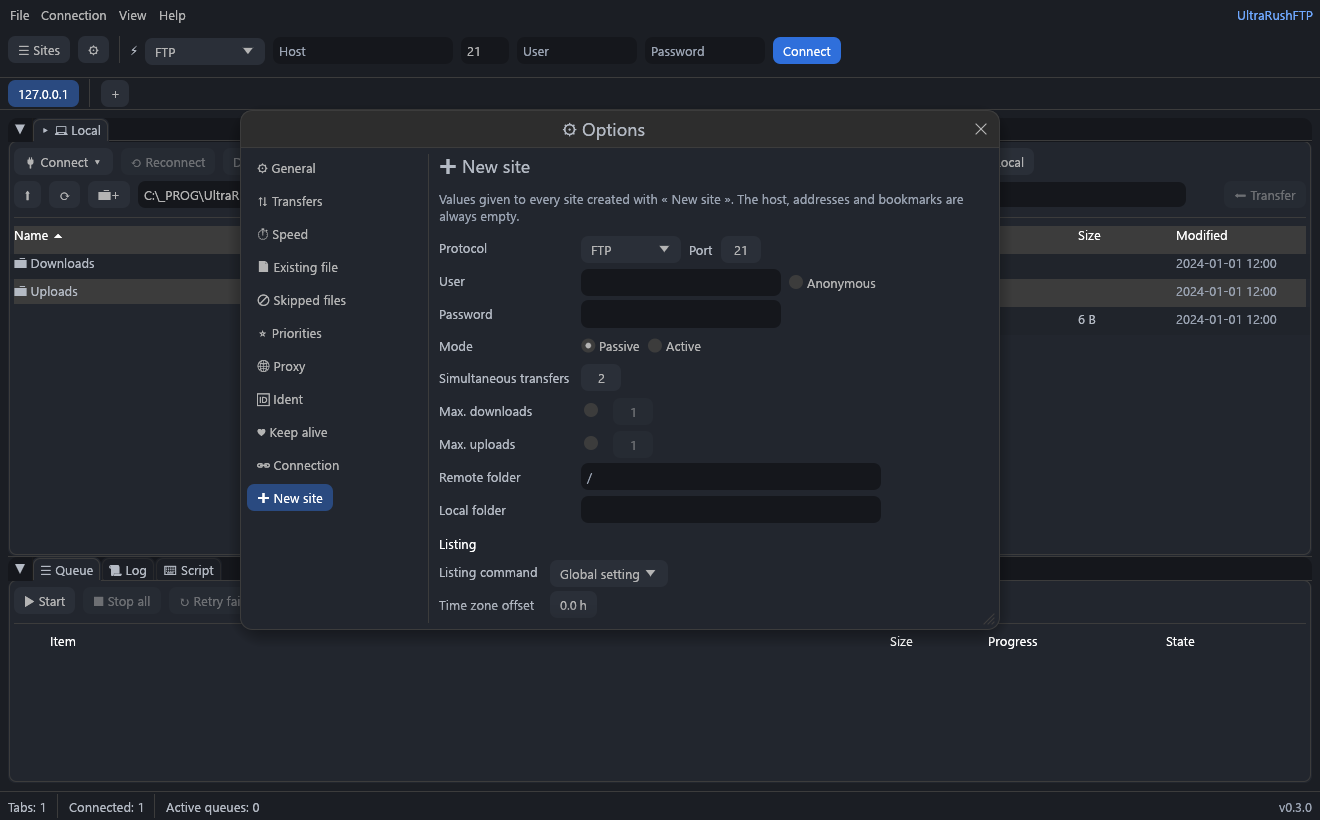 File Connection View Help UltraRushFTP
Sites FTP Host 21 User Password Connect
127.0.0.1 +
Local
Connect Reconnect
C:\_PROG\UltraR Transfer
Name Size Modified
Downloads 2024-01-01 12:00
Uploads 2024-01-01 12:00
6 B 2024-01-01 12:00
Options
General
Transfers
Speed
Existing file
Skipped files
Priorities
Proxy
Ident
Keep alive
Connection
New site
New site
Values given to every site created with « New site ». The host, addresses and bookmarks are
always empty.
Protocol FTP Port 21
User Anonymous
Password
Mode Passive Active
Simultaneous transfers 2
Max. downloads 1
Max. uploads 1
Remote folder /
Local folder
Listing
Listing command Global setting
Time zone offset 0.0 h
Queue Log Script
Start Stop all Retry fai
Item Size Progress State
Tabs: 1 Connected: 1 Active queues: 0 v0.3.0